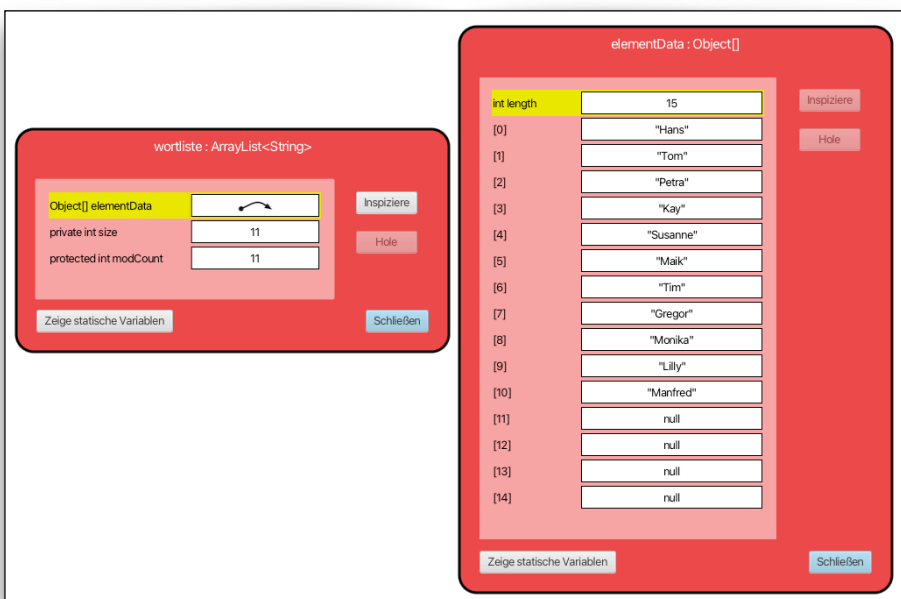 wortliste : ArrayList<String>
Object[] elementData
private int size 11
protected int modCount 11
Inspiziere
Hole
Zeige statische Variablen
Schließen
elementData : Object[]
int length 15
[0] "Hans"
[1] "Tom"
[2] "Petra"
[3] "Kay"
[4] "Susanne"
[5] "Maik"
[6] "Tim"
[7] "Gregor"
[8] "Monika"
[9] "Lilly"
[10] "Manfred"
[11] null
[12] null
[13] null
[14] null
Inspiziere
Hole
Zeige statische Variablen
Schließen